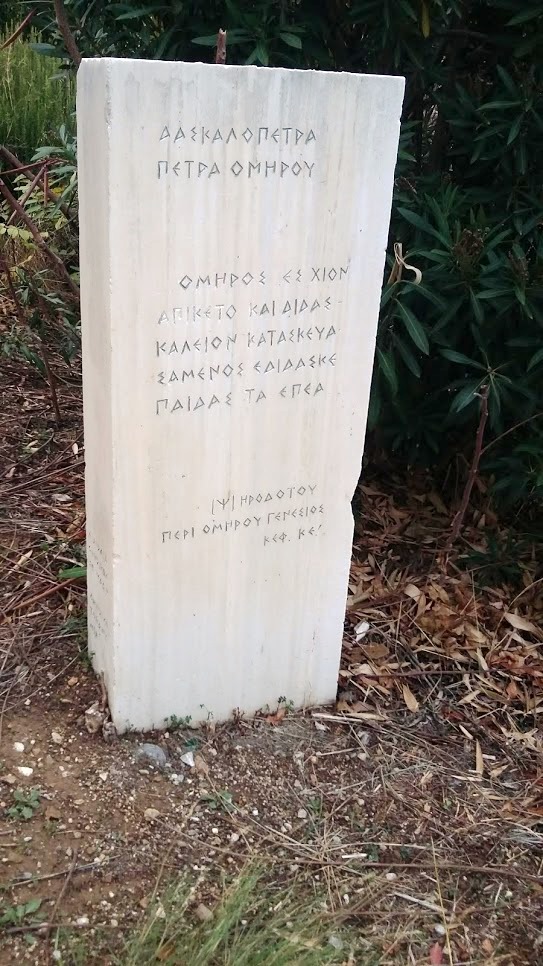 ΔΑΣΚΑΛΟΠΕΤΡΑ
ΠΕΤΡΑ ΟΜΗΡΟΥ
ΟΜΗΡΟΣ ΕΣ ΧΙΟΝ
ΑΠΙΚΕΤΟ ΚΑΙ ΔΙΔΑΣ-
ΚΑΛΕΙΟΝ ΚΑΤΑΣΚΕΥΑ
ΣΑΜΕΝΟΣ ΕΔΙΔΑΣΚΕ
ΠΑΙΔΑΣ ΤΑ ΕΠΕΑ
|Ψ| ΗΡΟΔΟΤΟΥ
ΠΕΡΙ ΟΜΗΡΟΥ ΓΕΝΕΣΙΟΣ
ΚΕΦ. ΚΕ'.